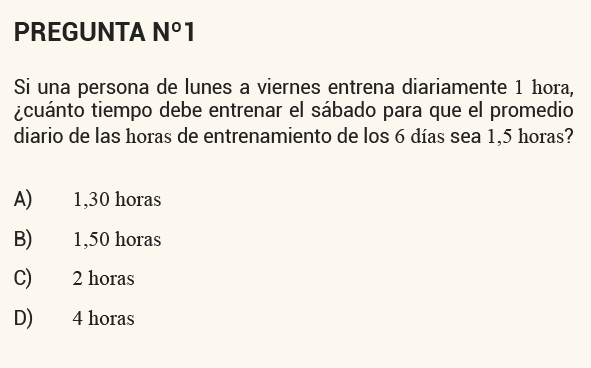 PREGUNTA Nº1
Si una persona de lunes a viernes entrena diariamente 1 hora,
¿cuánto tiempo debe entrenar el sábado para que el promedio
diario de las horas de entrenamiento de los 6 días sea 1,5 horas?
A) 1,30 horas
B) 1,50 horas
C) 2 horas
D) 4 horas